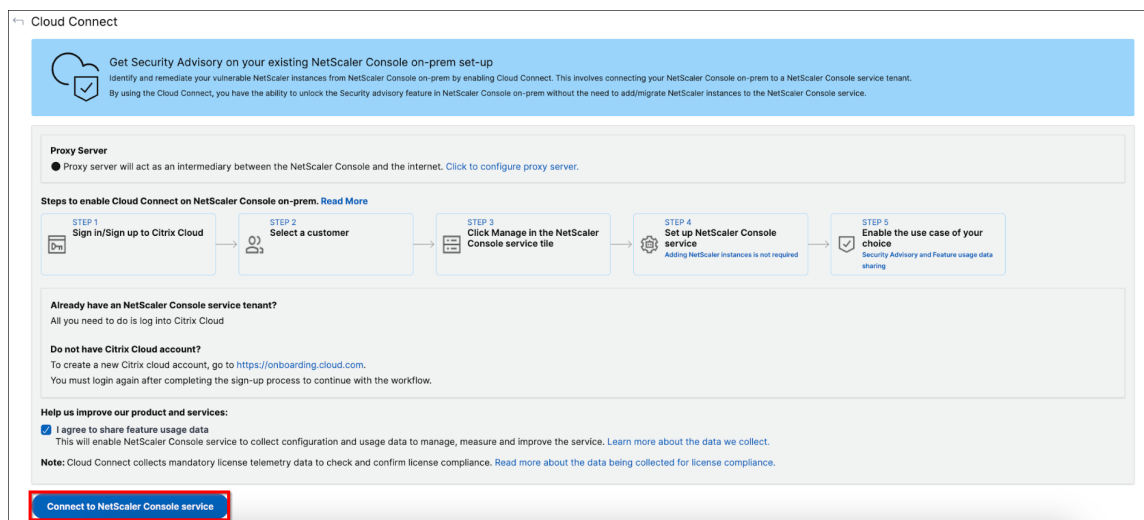 Cloud Connect
Get Security Advisory on your existing NetScaler Console on-prem set-up
Identify and remediate your vulnerable NetScaler instances from NetScaler Console on-prem by enabling Cloud Connect. This involves connecting your NetScaler Console on-prem to a NetScaler Console service tenant.
By using the Cloud Connect, you have the ability to unlock the Security advisory feature in NetScaler Console on-prem without the need to add/migrate NetScaler instances to the NetScaler Console service.
Proxy Server
Proxy server will act as an intermediary between the NetScaler Console and the internet. Click to configure proxy server.
Steps to enable Cloud Connect on NetScaler Console on-prem. Read More
STEP 1
Sign in/Sign up to Citrix Cloud
STEP 2
Select a customer
STEP 3
Click Manage in the NetScaler
Console service tile
STEP 4
Set up NetScaler Console
service
Adding NetScaler instances is not required
STEP 5
Enable the use case of your
choice
Security Advisory and Feature usage data
sharing
Already have an NetScaler Console service tenant?
All you need to do is log into Citrix Cloud
Do not have Citrix Cloud account?
To create a new Citrix cloud account, go to https://onboarding.cloud.com.
You must login again after completing the sign-up process to continue with the workflow.
Help us improve our product and services:
I agree to share feature usage data
This will enable NetScaler Console service to collect configuration and usage data to manage, measure and improve the service. Learn more about the data we collect.
Note: Cloud Connect collects mandatory license telemetry data to check and confirm license compliance. Read more about the data being collected for license compliance.
Connect to NetScaler Console service